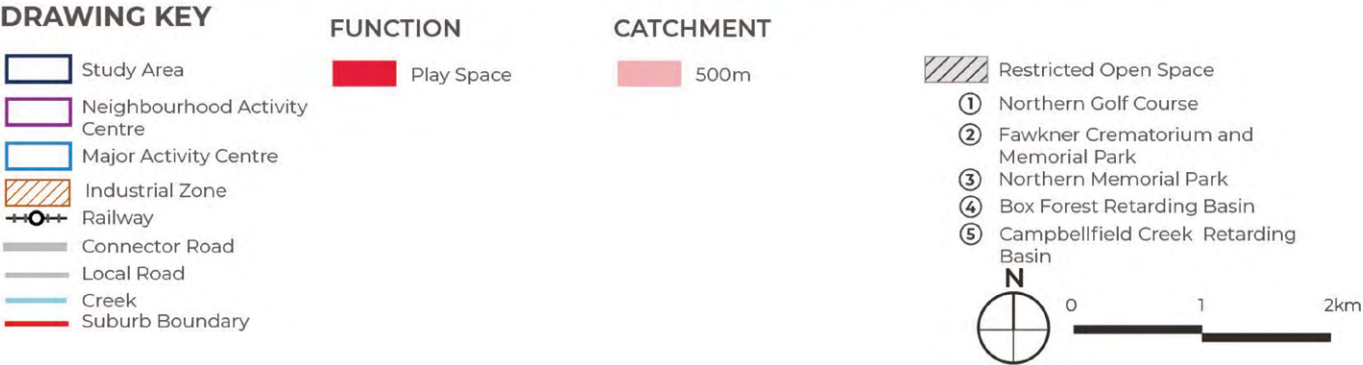 DRAWING KEY
Study Area
Neighbourhood Activity
Centre
Major Activity Centre
Industrial Zone
Railway
Connector Road
Local Road
Creek
Suburb Boundary
FUNCTION
Play Space
CATCHMENT
500m
Restricted Open Space
1 Northern Golf Course
2 Fawkner Crematorium and
Memorial Park
3 Northern Memorial Park
4 Box Forest Retarding Basin
5 Campbellfield Creek Retarding
Basin
N
0 1 2km